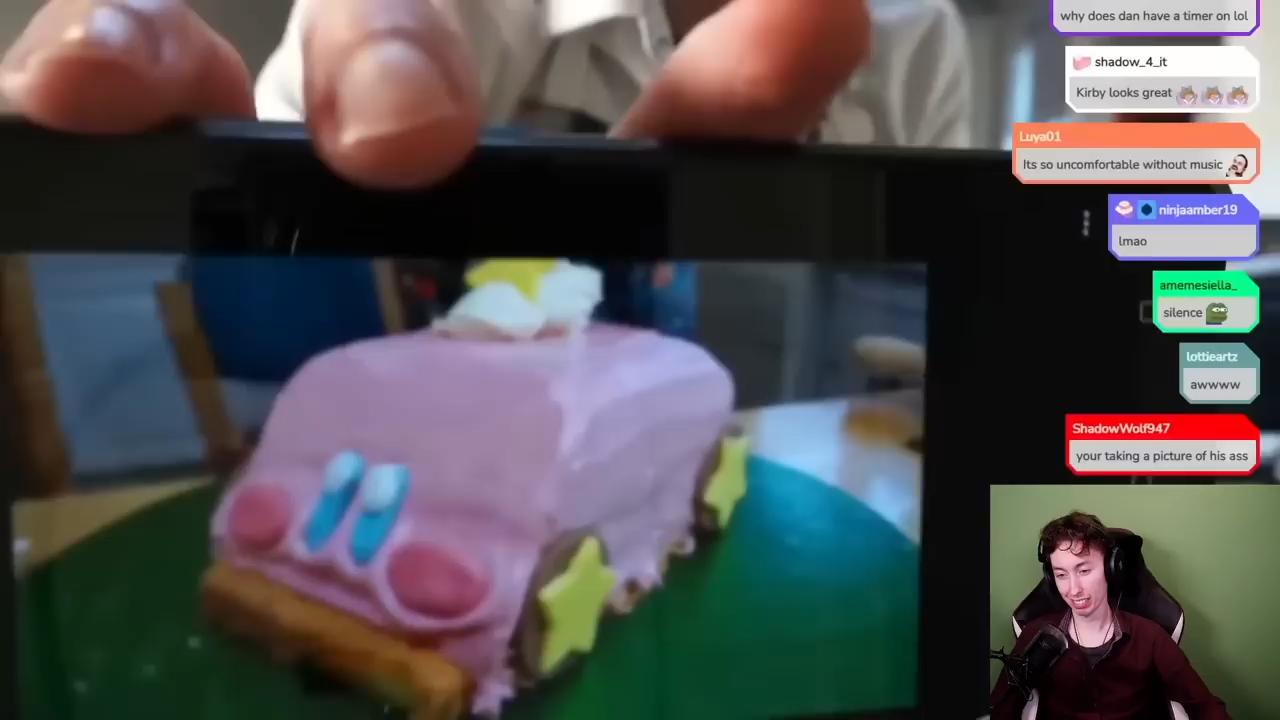 why does dan have a timer on lol
shadow_4_it
Kirby looks great
Luya01
Its so uncomfortable without music
ninjaamber19
lmao
amemesiella_
silence
lottieartz
awwww
ShadowWolf947
your taking a picture of his ass